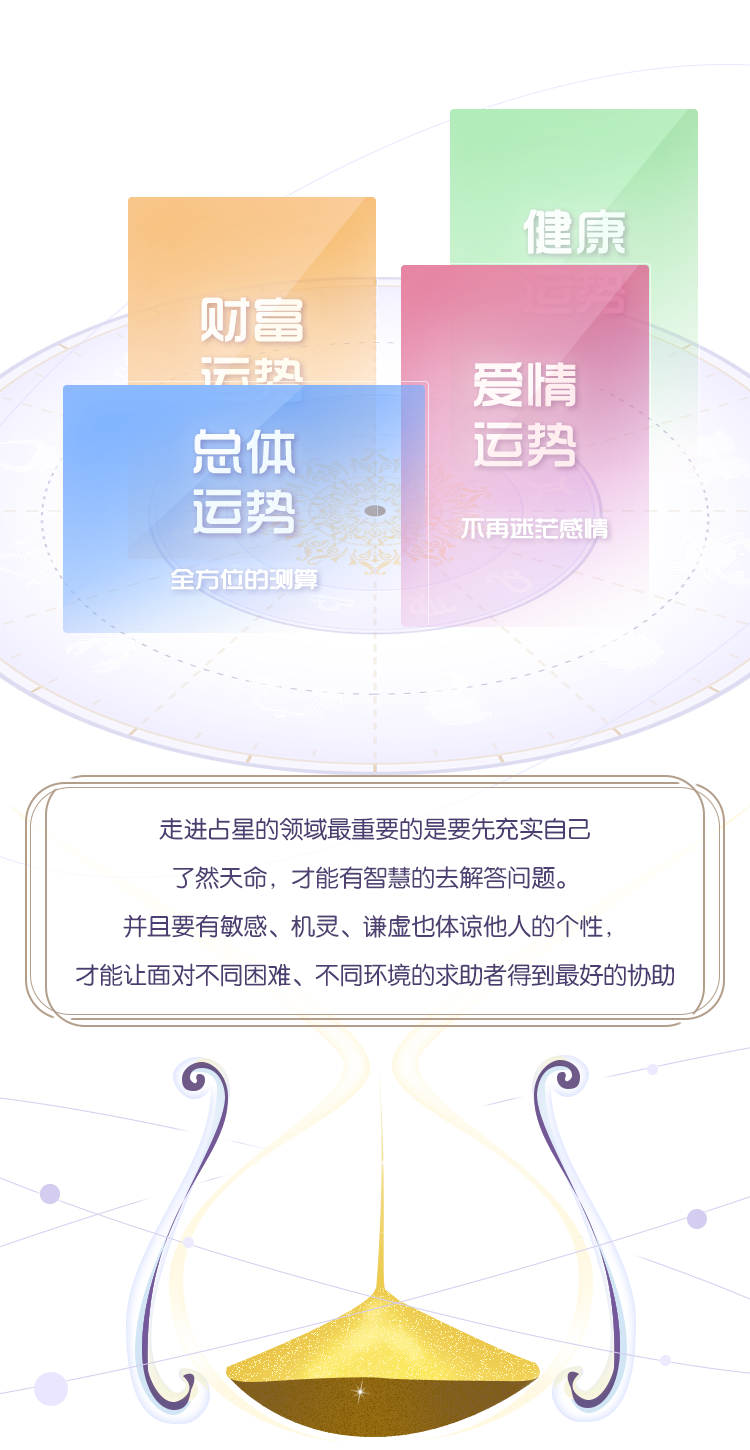 健康
运势
财富
运势
爱情
运势
不再迷茫感情
总体
运势
全方位的测算
走进占星的领域最重要的是要先充实自己
了然天命，才能有智慧的去解答问题。
并且要有敏感、机灵、谦虚也体谅他人的个性，
才能让面对不同困难、不同环境的求助者得到最好的协助